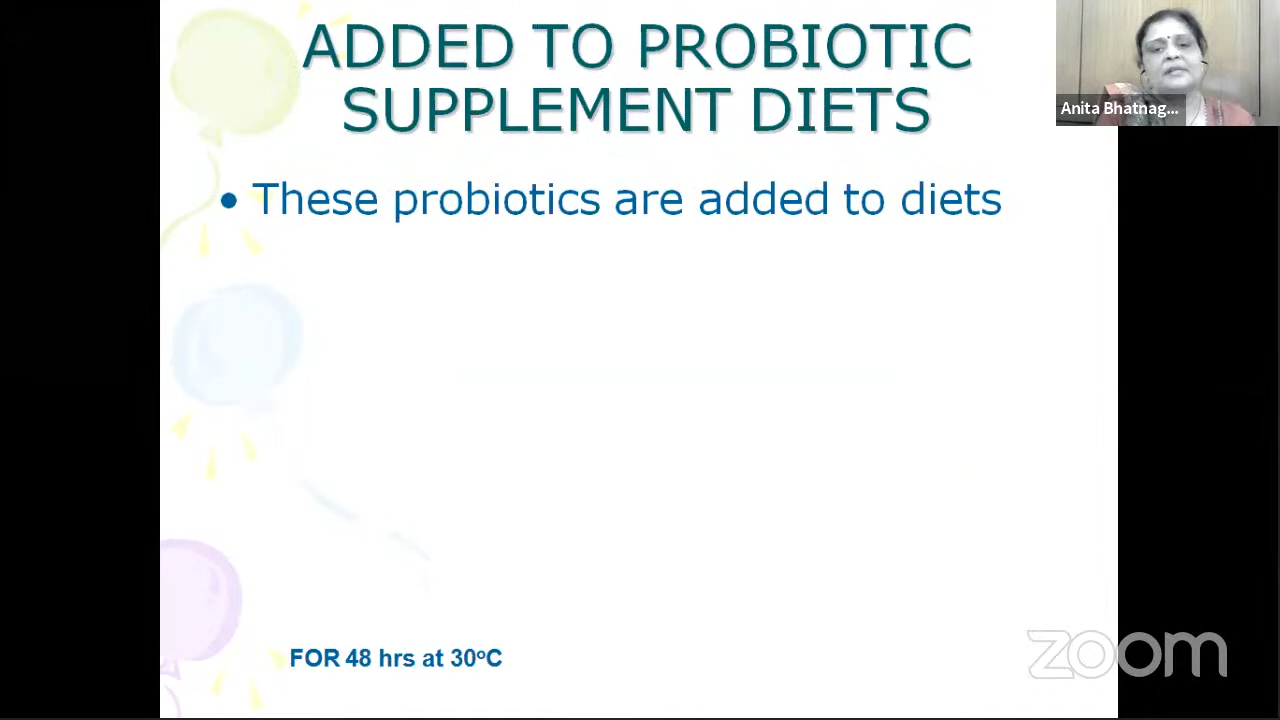 ADDED TO PROBIOTIC
SUPPLEMENT DIETS
Anita Bhatnag...
• These probiotics are added to diets
FOR 48 hrs at 30oC
zoom